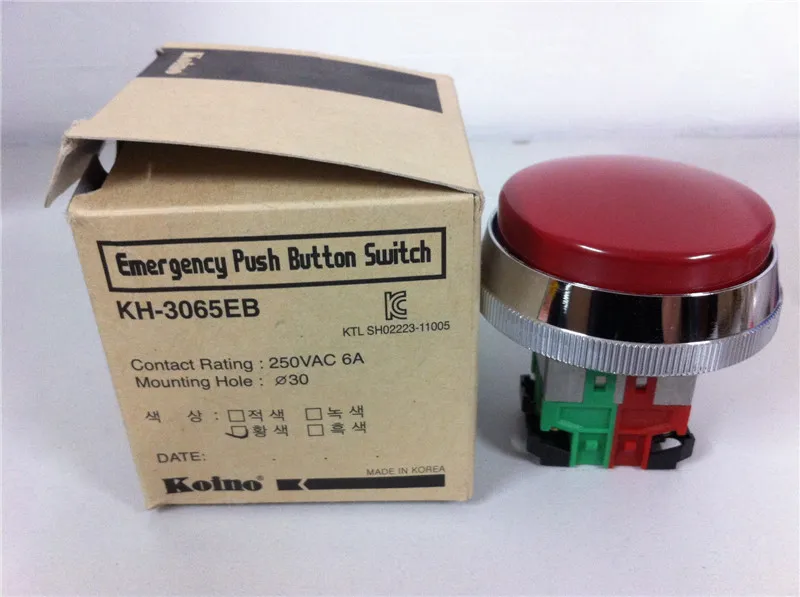 Koino
Emergency Push Button Switch
KH-3065EB
KTL SH02223-11005
Contact Rating : 250VAC 6A
Mounting Hole : ø30
색 상 : □적색 □녹색
□황색 □흑색
DATE:
MADE IN KOREA
Koino®